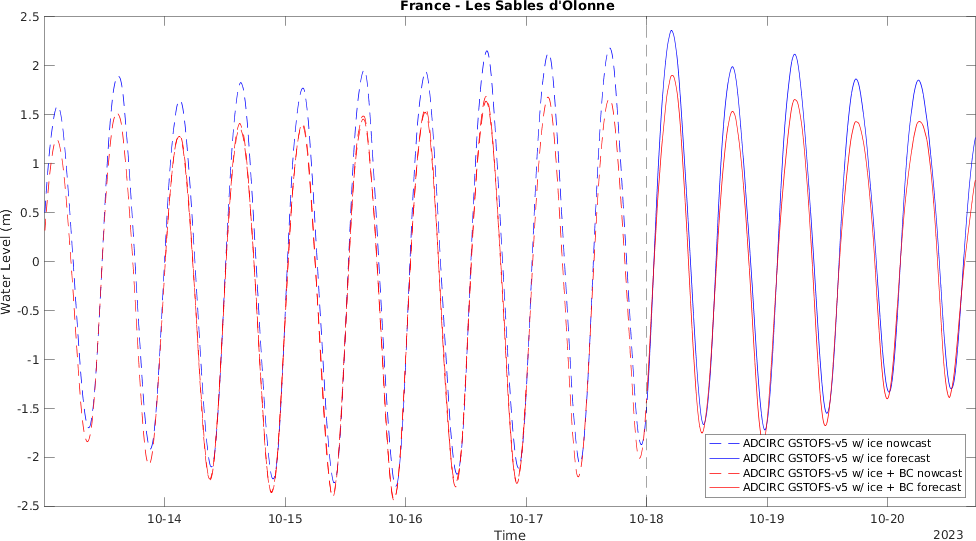 France - Les Sables d'Olonne
2.5
2
1.5
1
0.5
0
-0.5
-1
-1.5
-2
-2.5
Water Level (m)
10-14
10-15
10-16
10-17
10-18
10-19
10-20
Time
2023
ADCIRC GSTOFS-v5 w/ ice nowcast
ADCIRC GSTOFS-v5 w/ ice forecast
ADCIRC GSTOFS-v5 w/ ice + BC nowcast
ADCIRC GSTOFS-v5 w/ ice + BC forecast